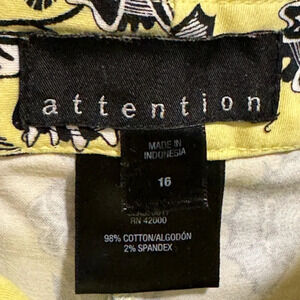 attention
MADE IN
INDONESIA
16
RN 42000
98% COTTON/ALGODÓN
2% SPANDEX